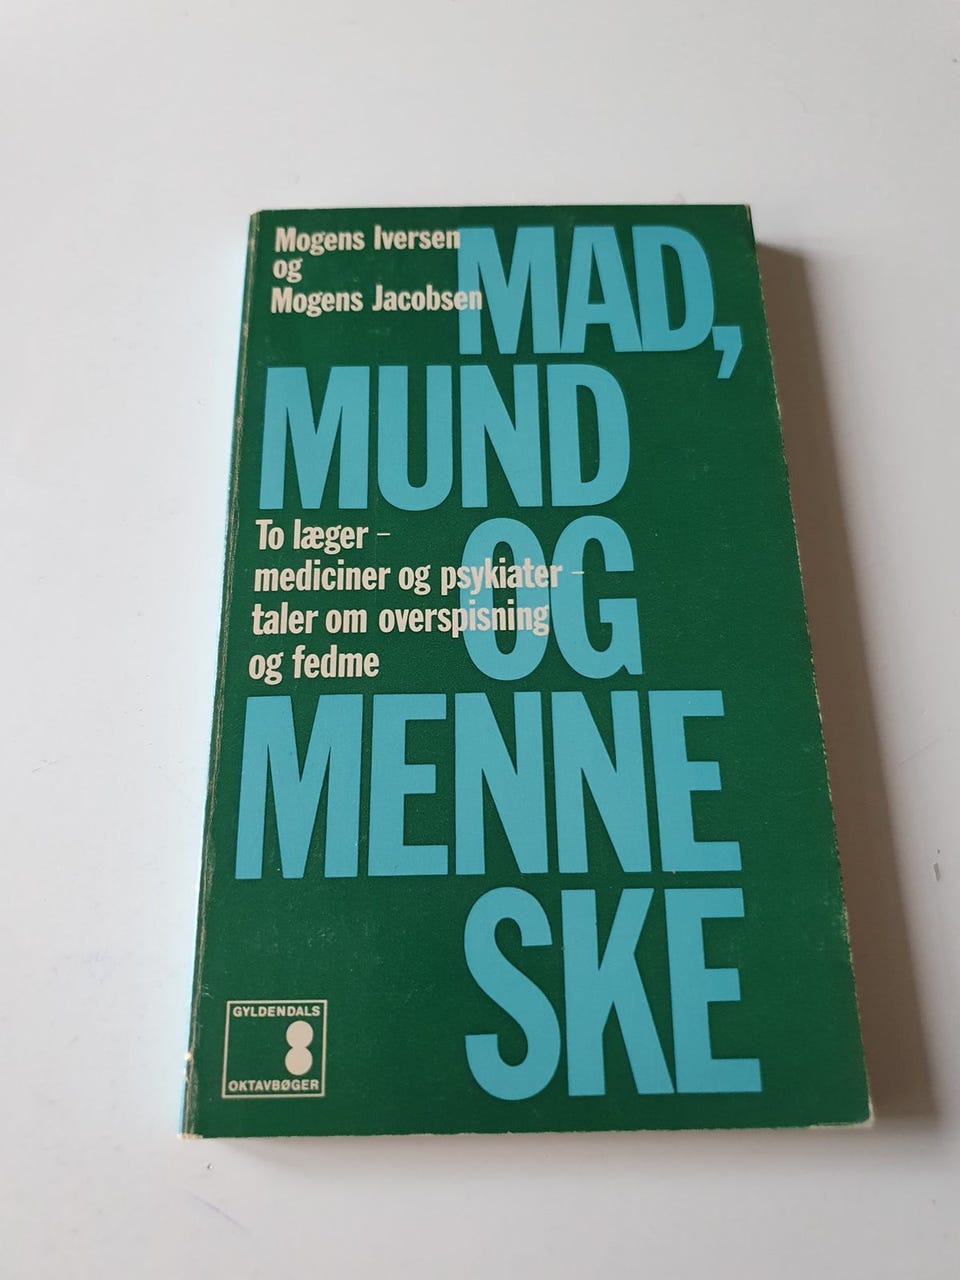 Mogens Iversen
og
Mogens Jacobsen
MAD,
MUND
OG
MENNE
SKE
To læger –
mediciner og psykiater –
taler om overspisning
og fedme
GYLDENDALS
8
OKTAVBØGER